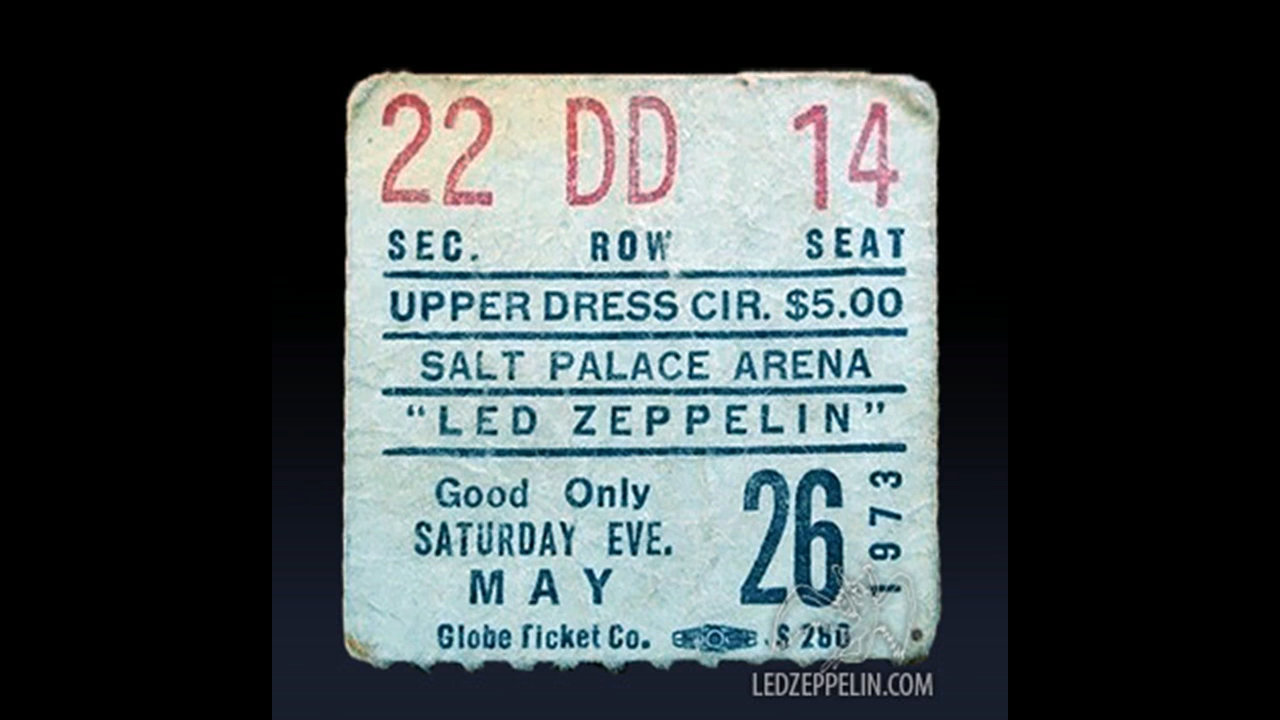 22 DD 14
SEC. ROW SEAT
UPPER DRESS CIR. $5.00
SALT PALACE ARENA
"LED ZEPPELIN"
Good Only
SATURDAY EVE.
MAY
26
1973
Globe Ticket Co.
LEDZEPPELIN.COM